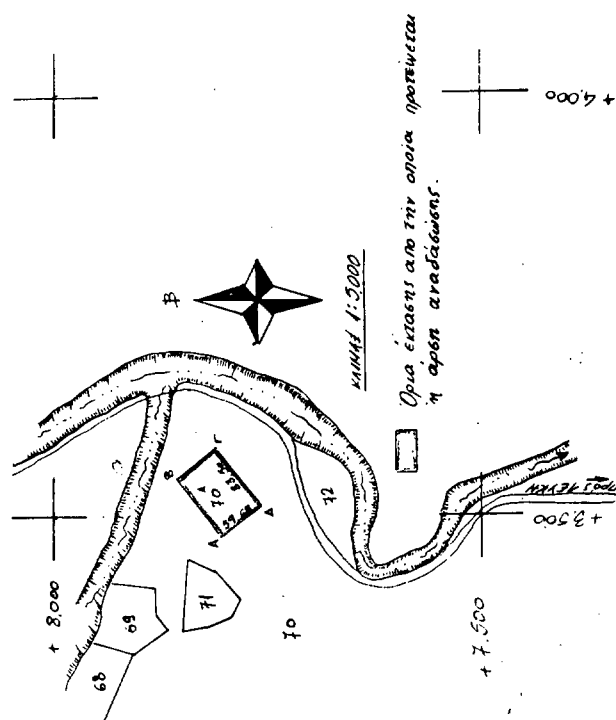 + 4.000
Β
ΚΛΙΜΑΞ 1:5000
Όρια έκτασης από την οποία προτείνεται
η άρση αναδάσωσης.
Β
Γ
70
Α
Δ
72
+ 3.500
+ 8.000
69
71
70
68
+ 7.500